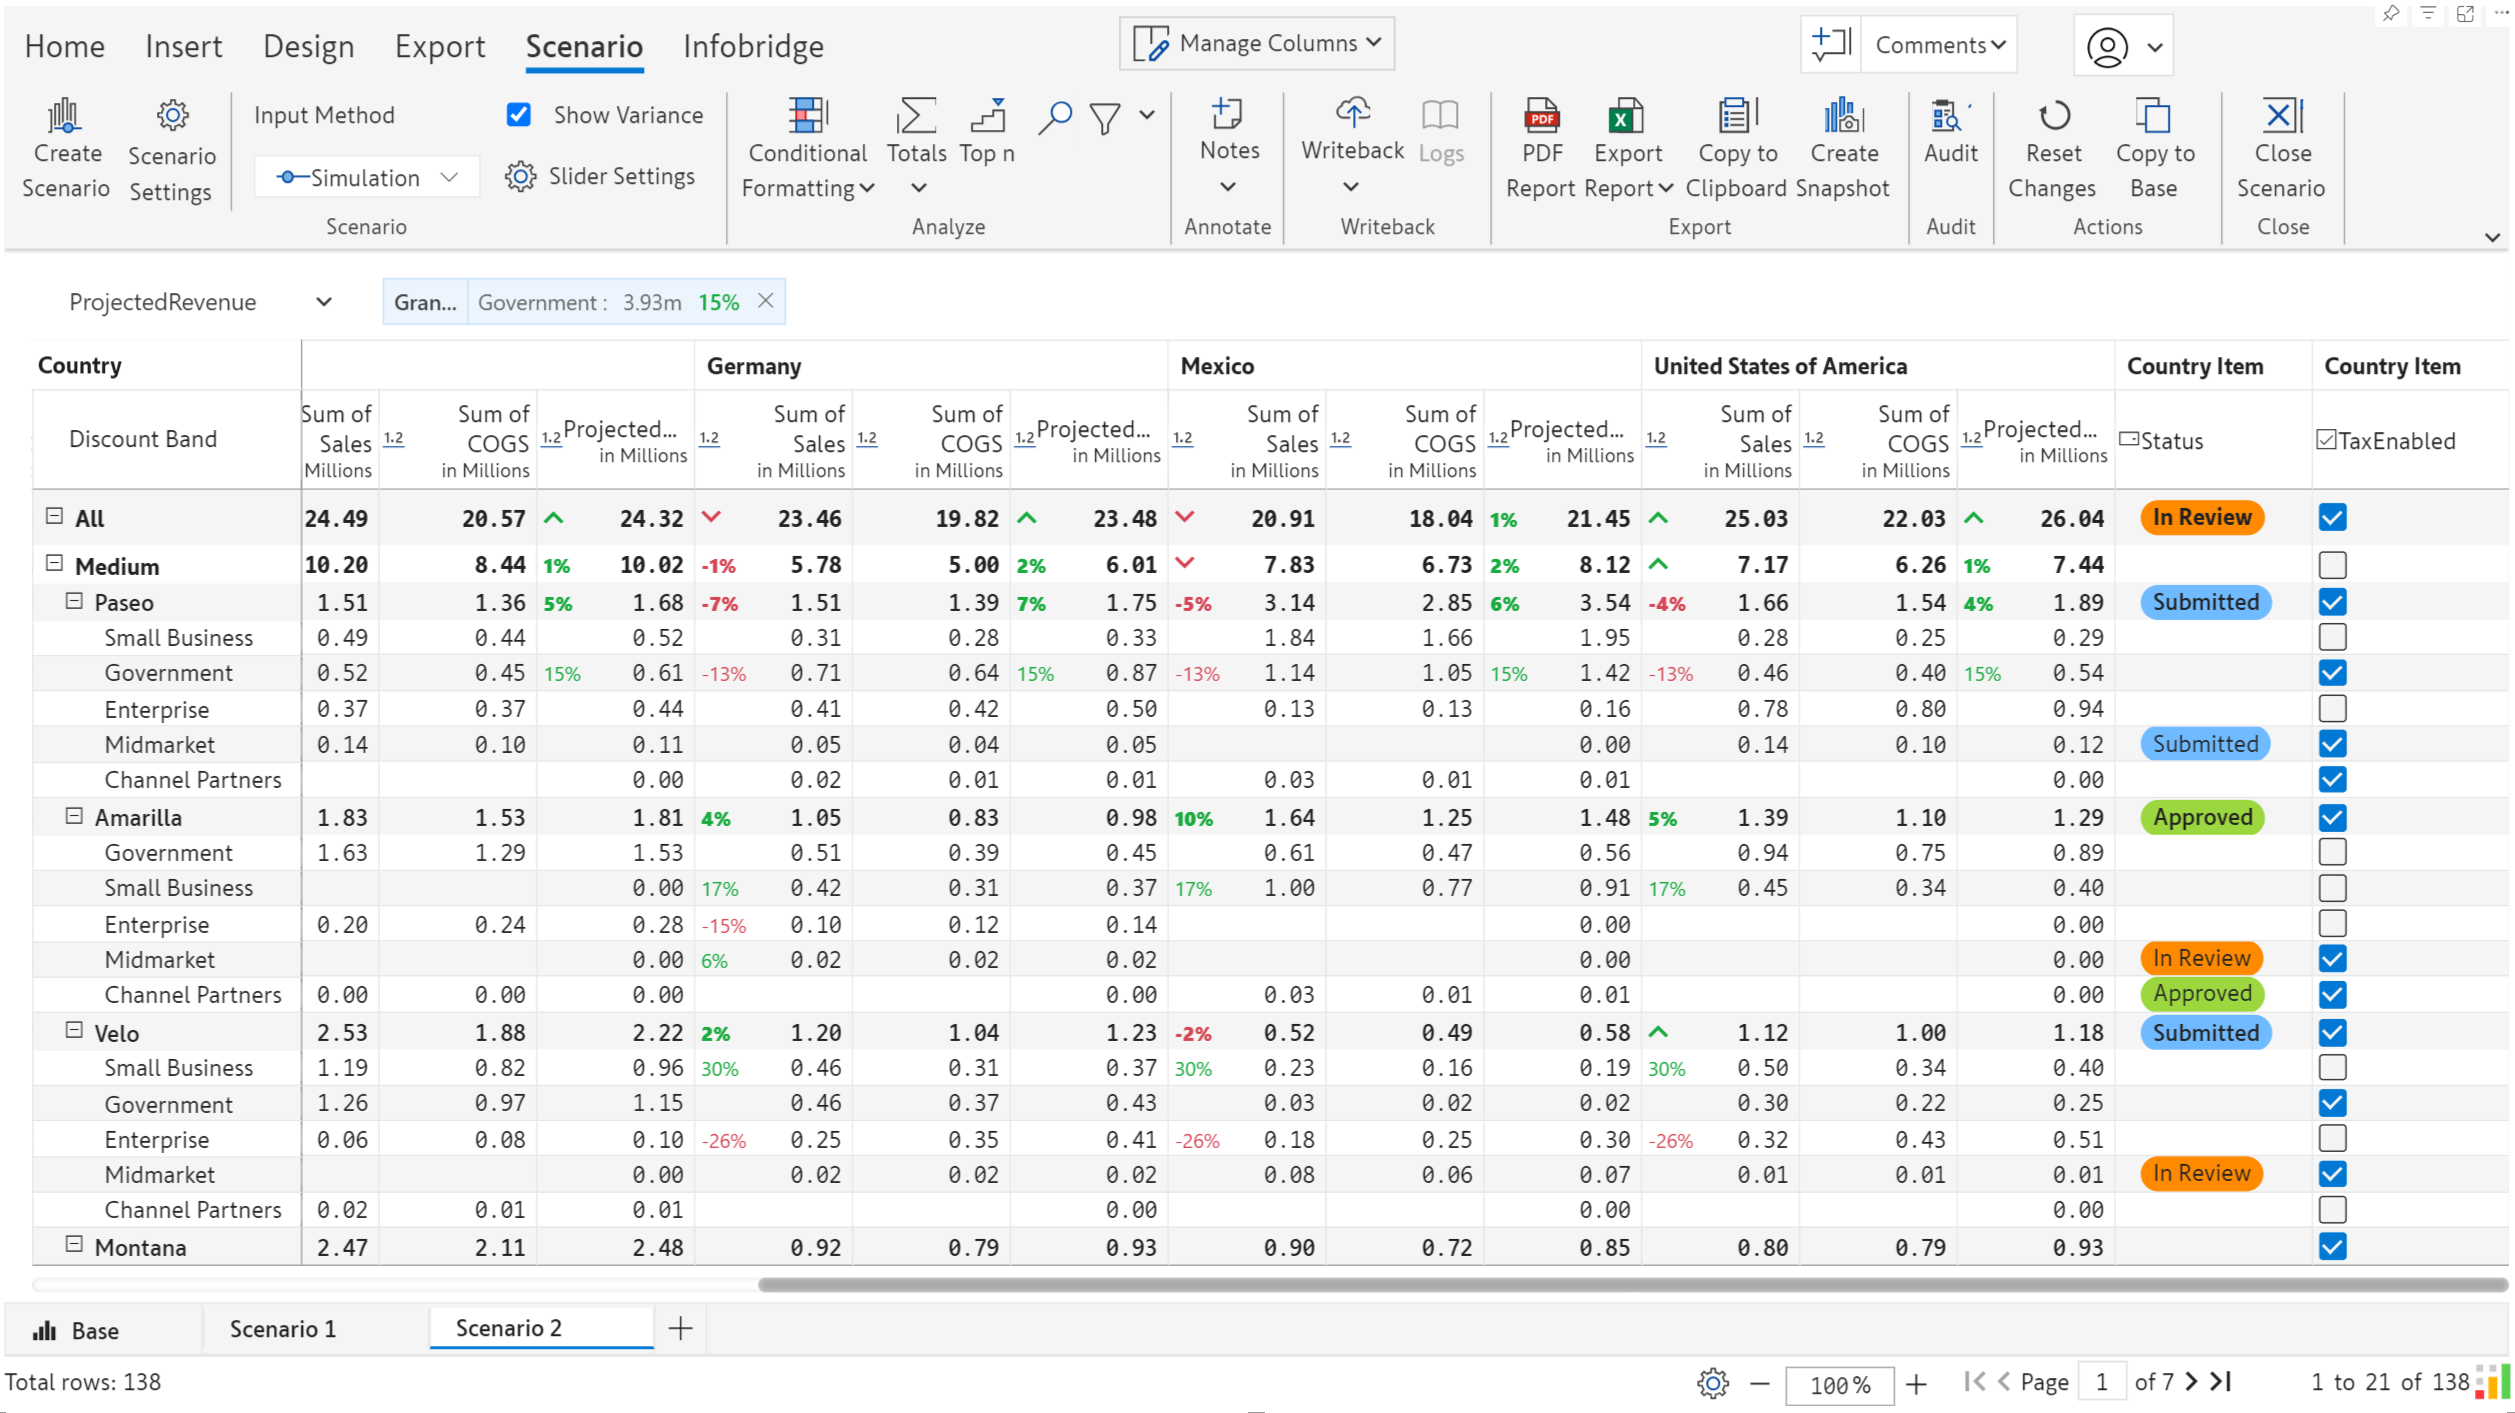 Home Insert Design Export Scenario Infobridge Manage Columns Comments
Create Scenario Scenario Settings Input Method Simulation Show Variance Slider Settings Scenario
Conditional Formatting Totals Top n Analyze
Notes Annotate
Writeback Logs Writeback
PDF Report Export Report Copy to Clipboard Create Snapshot Export
Audit Audit
Reset Changes Copy to Base Actions
Close Scenario Close
ProjectedRevenue Gran... Government : 3.93m 15%
Country Germany Mexico United States of America Country Item Country Item
Discount Band Sum of Sales Millions 1.2 Sum of COGS in Millions 1.2 Projected... in Millions 1.2 Sum of Sales in Millions 1.2 Sum of COGS in Millions 1.2 Projected... in Millions 1.2 Sum of Sales in Millions 1.2 Sum of COGS in Millions 1.2 Projected... in Millions 1.2 Sum of Sales in Millions 1.2 Sum of COGS in Millions 1.2 Projected... in Millions Status TaxEnabled
All 24.49 20.57 24.32 23.46 19.82 23.48 20.91 18.04 1% 21.45 25.03 22.03 26.04 In Review
Medium 10.20 8.44 1% 10.02 -1% 5.78 5.00 2% 6.01 7.83 6.73 2% 8.12 7.17 6.26 1% 7.44
Paseo 1.51 1.36 5% 1.68 -7% 1.51 1.39 7% 1.75 -5% 3.14 2.85 6% 3.54 -4% 1.66 1.54 4% 1.89 Submitted
Small Business 0.49 0.44 0.52 0.31 0.28 0.33 1.84 1.66 1.95 0.28 0.25 0.29
Government 0.52 0.45 15% 0.61 -13% 0.71 0.64 15% 0.87 -13% 1.14 1.05 15% 1.42 -13% 0.46 0.40 15% 0.54
Enterprise 0.37 0.37 0.44 0.41 0.42 0.50 0.13 0.13 0.16 0.78 0.80 0.94
Midmarket 0.14 0.10 0.11 0.05 0.04 0.05 0.00 0.14 0.10 0.12 Submitted
Channel Partners 0.00 0.02 0.01 0.01 0.03 0.01 0.01 0.00
Amarilla 1.83 1.53 1.81 4% 1.05 0.83 0.98 10% 1.64 1.25 1.48 5% 1.39 1.10 1.29 Approved
Government 1.63 1.29 1.53 0.51 0.39 0.45 0.61 0.47 0.56 0.94 0.75 0.89
Small Business 0.00 17% 0.42 0.31 0.37 17% 1.00 0.77 0.91 17% 0.45 0.34 0.40
Enterprise 0.20 0.24 0.28 -15% 0.10 0.12 0.14 0.00 0.00
Midmarket 0.00 6% 0.02 0.02 0.02 0.00 0.00 In Review
Channel Partners 0.00 0.00 0.00 0.00 0.03 0.01 0.01 0.00 Approved
Velo 2.53 1.88 2.22 2% 1.20 1.04 1.23 -2% 0.52 0.49 0.58 1.12 1.00 1.18 Submitted
Small Business 1.19 0.82 0.96 30% 0.46 0.31 0.37 30% 0.23 0.16 0.19 30% 0.50 0.34 0.40
Government 1.26 0.97 1.15 0.46 0.37 0.43 0.03 0.02 0.02 0.30 0.22 0.25
Enterprise 0.06 0.08 0.10 -26% 0.25 0.35 0.41 -26% 0.18 0.25 0.30 -26% 0.32 0.43 0.51
Midmarket 0.00 0.02 0.02 0.02 0.08 0.06 0.07 0.01 0.01 0.01 In Review
Channel Partners 0.02 0.01 0.01 0.00 0.00 0.00
Montana 2.47 2.11 2.48 0.92 0.79 0.93 0.90 0.72 0.85 0.80 0.79 0.93
Base Scenario 1 Scenario 2
Total rows: 138 100% Page 1 of 7 1 to 21 of 138